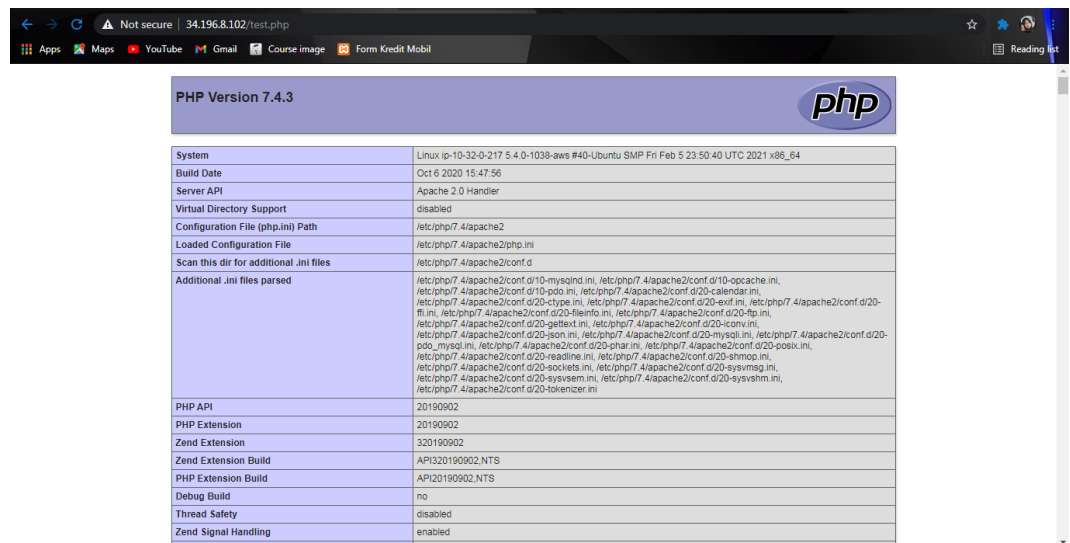 Not secure | 34.196.8.102/test.php
Apps Maps YouTube Gmail Course image Form Kredit Mobil Reading list
PHP Version 7.4.3
php
System Linux ip-10-32-0-217 5.4.0-1038-aws #40-Ubuntu SMP Fri Feb 5 23:50:40 UTC 2021 x86_64
Build Date Oct 6 2020 15:47:56
Server API Apache 2.0 Handler
Virtual Directory Support disabled
Configuration File (php.ini) Path /etc/php/7.4/apache2
Loaded Configuration File /etc/php/7.4/apache2/php.ini
Scan this dir for additional .ini files /etc/php/7.4/apache2/conf.d
Additional .ini files parsed /etc/php/7.4/apache2/conf.d/10-mysqlnd.ini, /etc/php/7.4/apache2/conf.d/10-opcache.ini,
/etc/php/7.4/apache2/conf.d/10-pdo.ini, /etc/php/7.4/apache2/conf.d/20-calendar.ini,
/etc/php/7.4/apache2/conf.d/20-ctype.ini, /etc/php/7.4/apache2/conf.d/20-exif.ini, /etc/php/7.4/apache2/conf.d/20-
ffi.ini, /etc/php/7.4/apache2/conf.d/20-fileinfo.ini, /etc/php/7.4/apache2/conf.d/20-ftp.ini,
/etc/php/7.4/apache2/conf.d/20-gettext.ini, /etc/php/7.4/apache2/conf.d/20-iconv.ini,
/etc/php/7.4/apache2/conf.d/20-json.ini, /etc/php/7.4/apache2/conf.d/20-mysqli.ini, /etc/php/7.4/apache2/conf.d/20-
pdo_mysql.ini, /etc/php/7.4/apache2/conf.d/20-phar.ini, /etc/php/7.4/apache2/conf.d/20-posix.ini,
/etc/php/7.4/apache2/conf.d/20-readline.ini, /etc/php/7.4/apache2/conf.d/20-shmop.ini,
/etc/php/7.4/apache2/conf.d/20-sockets.ini, /etc/php/7.4/apache2/conf.d/20-sysvmsg.ini,
/etc/php/7.4/apache2/conf.d/20-sysvsem.ini, /etc/php/7.4/apache2/conf.d/20-sysvshm.ini,
/etc/php/7.4/apache2/conf.d/20-tokenizer.ini
PHP API 20190902
PHP Extension 20190902
Zend Extension 320190902
Zend Extension Build API320190902,NTS
PHP Extension Build API20190902,NTS
Debug Build no
Thread Safety disabled
Zend Signal Handling enabled